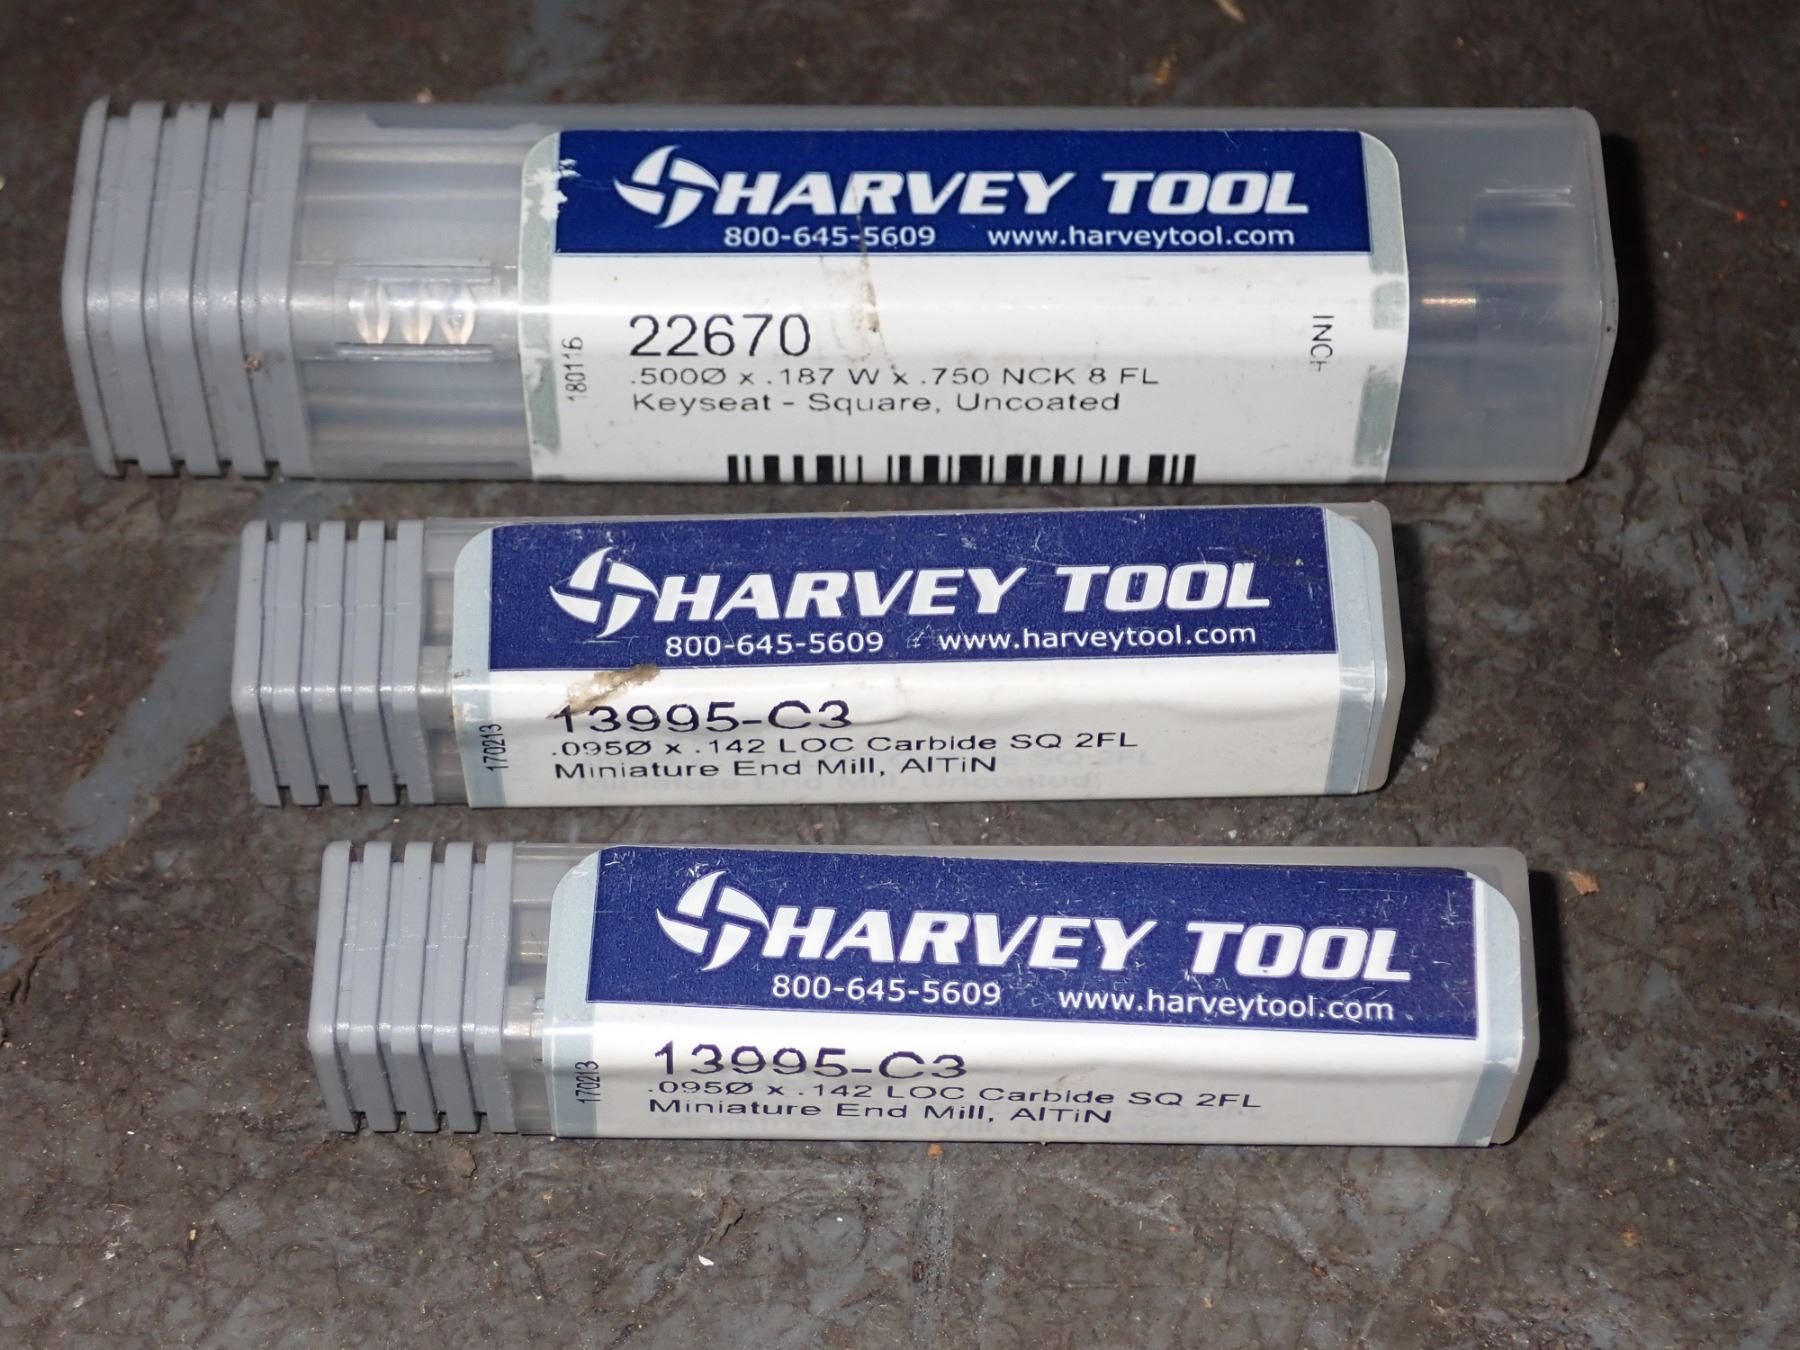 HARVEY TOOL
800-645-5609 www.harveytool.com
22670
.500Ø x .187 W x .750 NCK 8 FL
Keyseat - Square, Uncoated
180116
HARVEY TOOL
800-645-5609 www.harveytool.com
13995-C3
.095Ø x .142 LOC Carbide SQ 2FL
Miniature End Mill, AlTiN
170213
HARVEY TOOL
800-645-5609 www.harveytool.com
13995-C3
.095Ø x .142 LOC Carbide SQ 2FL
Miniature End Mill, AlTiN
170213